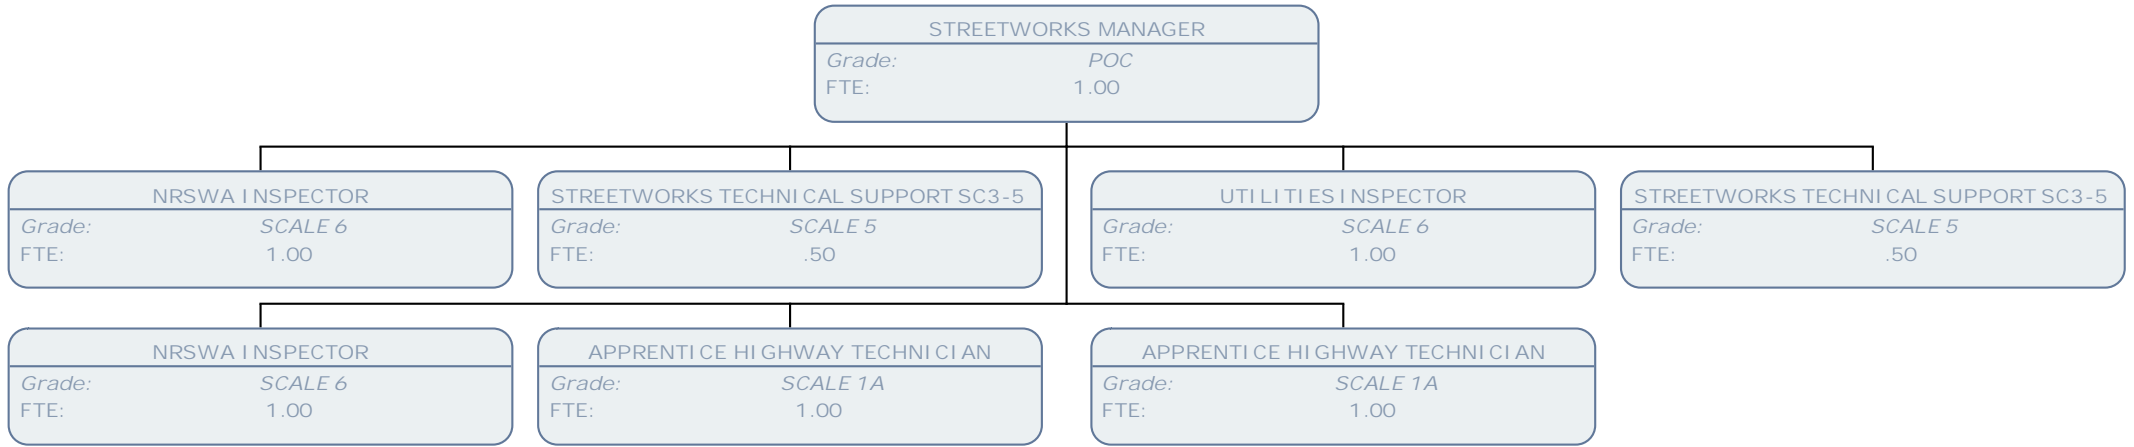 STREETWORKS MANAGER
Grade: POC
FTE: 1.00
NRSWA INSPECTOR
Grade: SCALE 6
FTE: 1.00
STREETWORKS TECHNICAL SUPPORT SC3-5
Grade: SCALE 5
FTE: .50
UTILITIES INSPECTOR
Grade: SCALE 6
FTE: 1.00
STREETWORKS TECHNICAL SUPPORT SC3-5
Grade: SCALE 5
FTE: .50
NRSWA INSPECTOR
Grade: SCALE 6
FTE: 1.00
APPRENTICE HIGHWAY TECHNICIAN
Grade: SCALE 1A
FTE: 1.00
APPRENTICE HIGHWAY TECHNICIAN
Grade: SCALE 1A
FTE: 1.00